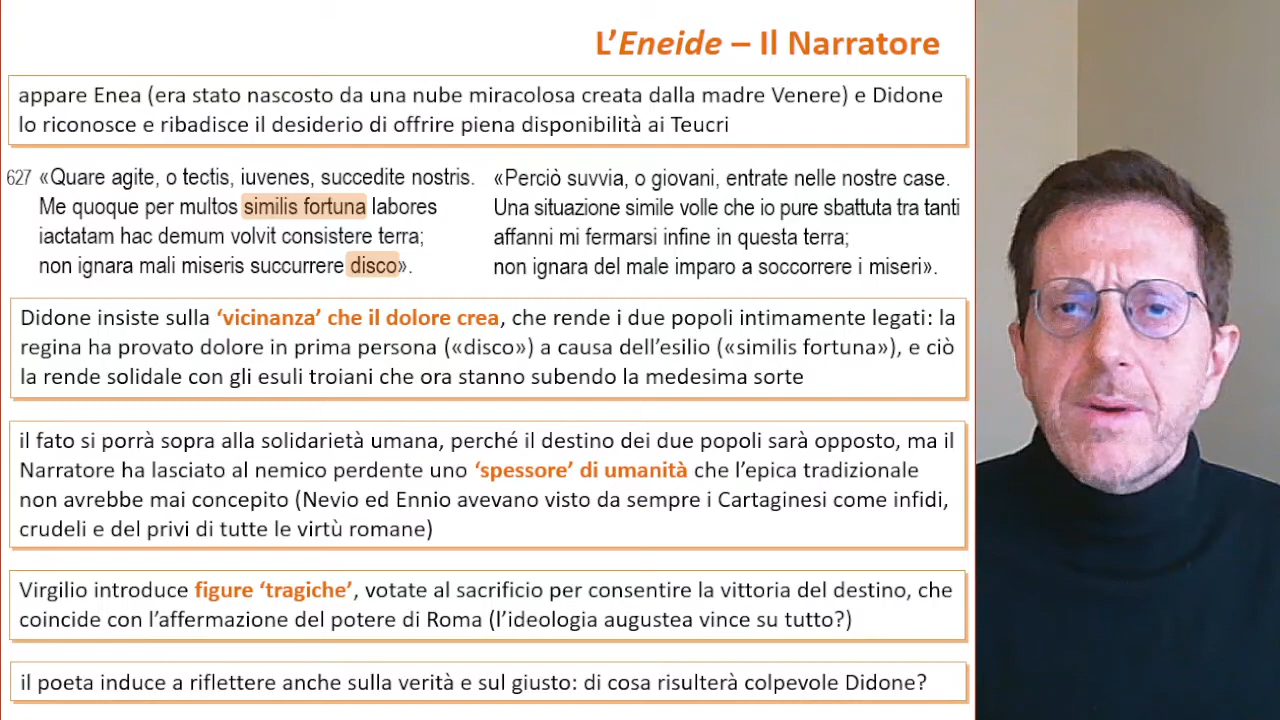 L'Eneide – Il Narratore
appare Enea (era stato nascosto da una nube miracolosa creata dalla madre Venere) e Didone
lo riconosce e ribadisce il desiderio di offrire piena disponibilità ai Teucri
627 «Quare agite, o tectis, iuvenes, succedite nostris.
Me quoque per multos similis fortuna labores
iactatam hac demum volvit consistere terra;
non ignara mali miseris succurrere disco».
«Perciò suvvia, o giovani, entrate nelle nostre case.
Una situazione simile volle che io pure sbattuta tra tanti
affanni mi fermarsi infine in questa terra;
non ignara del male imparo a soccorrere i miseri».
Didone insiste sulla 'vicinanza' che il dolore crea, che rende i due popoli intimamente legati: la
regina ha provato dolore in prima persona («disco») a causa dell'esilio («similis fortuna»), e ciò
la rende solidale con gli esuli troiani che ora stanno subendo la medesima sorte
il fato si porrà sopra alla solidarietà umana, perché il destino dei due popoli sarà opposto, ma il
Narratore ha lasciato al nemico perdente uno 'spessore' di umanità che l'epica tradizionale
non avrebbe mai concepito (Nevio ed Ennio avevano visto da sempre i Cartaginesi come infidi,
crudeli e del privi di tutte le virtù romane)
Virgilio introduce figure 'tragiche', votate al sacrificio per consentire la vittoria del destino, che
coincide con l'affermazione del potere di Roma (l'ideologia augustea vince su tutto?)
il poeta induce a riflettere anche sulla verità e sul giusto: di cosa risulterà colpevole Didone?